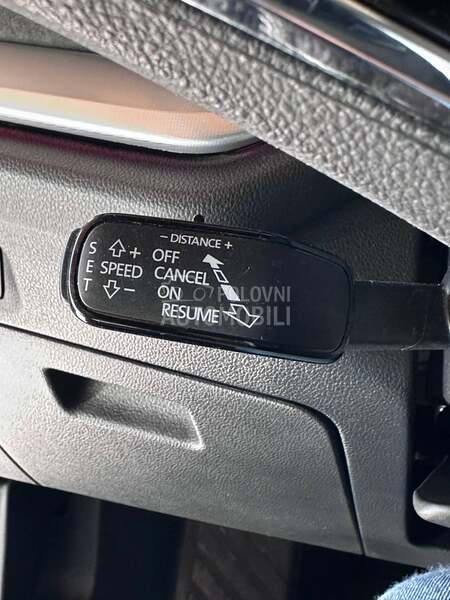 − DISTANCE +
S + OFF
E SPEED CANCEL
T − ON
RESUME
POLOVNI
AUTOMOBILI